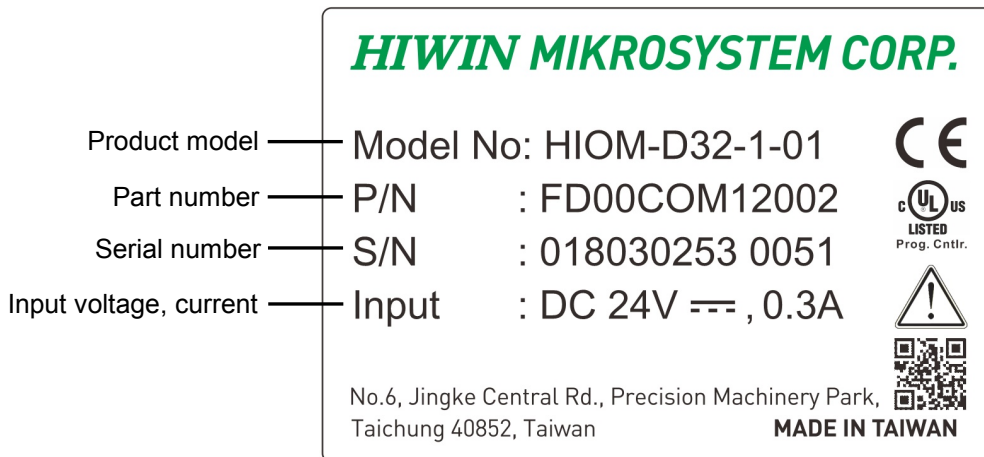 HIWIN MIKROSYSTEM CORP.
Product model
Model No: HIOM-D32-1-01
CE
Part number
P/N : FD00COM12002
C UL US
LISTED
Prog. Cntlr.
Serial number
S/N : 018030253 0051
Input voltage, current
Input : DC 24V ⎓ , 0.3A
No.6, Jingke Central Rd., Precision Machinery Park,
Taichung 40852, Taiwan
MADE IN TAIWAN